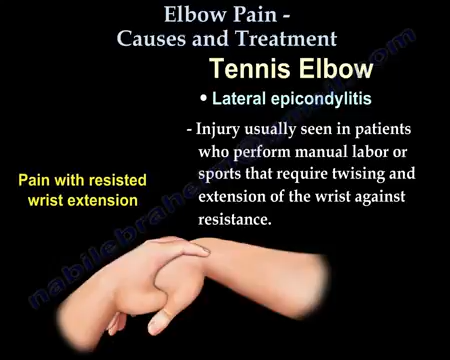 Elbow Pain -
Causes and Treatment
Tennis Elbow
• Lateral epicondylitis
- Injury usually seen in patients
who perform manual labor or
sports that require twising and
extension of the wrist against
resistance.
Pain with resisted
wrist extension